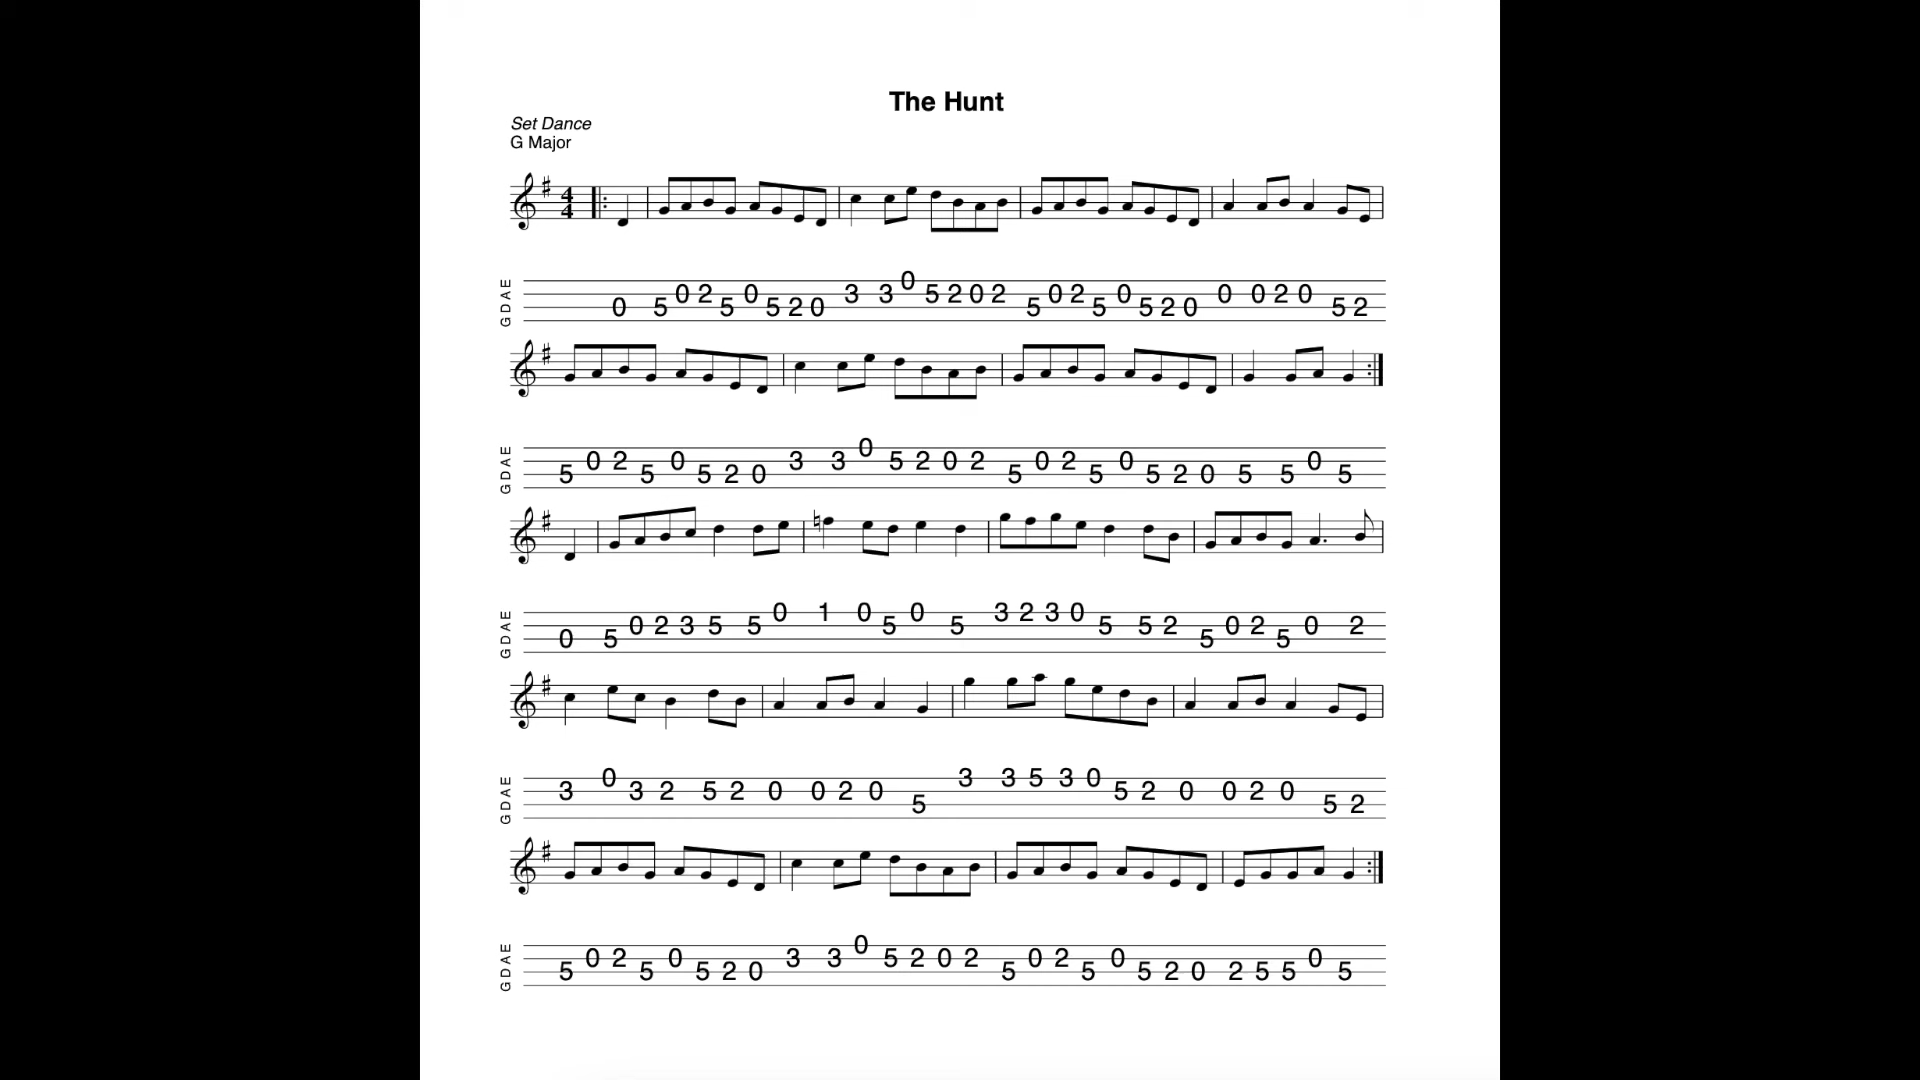 The Hunt
Set Dance
G Major
4
4
E
A
D
G
0 5 0 2 5 0 5 2 0 3 3 0 5 2 0 2 5 0 2 5 0 5 2 0 0 0 2 0 5 2
E
A
D
G
5 0 2 5 0 5 2 0 3 3 0 5 2 0 2 5 0 2 5 0 5 2 0 5 5 0 5
E
A
D
G
0 5 0 2 3 5 5 0 1 0 5 0 5 3 2 3 0 5 5 2 5 0 2 5 0 2
E
A
D
G
3 0 3 2 5 2 0 0 2 0 5 3 3 5 3 0 5 2 0 0 2 0 5 2
E
A
D
G
5 0 2 5 0 5 2 0 3 3 0 5 2 0 2 5 0 2 5 0 5 2 0 2 5 5 0 5